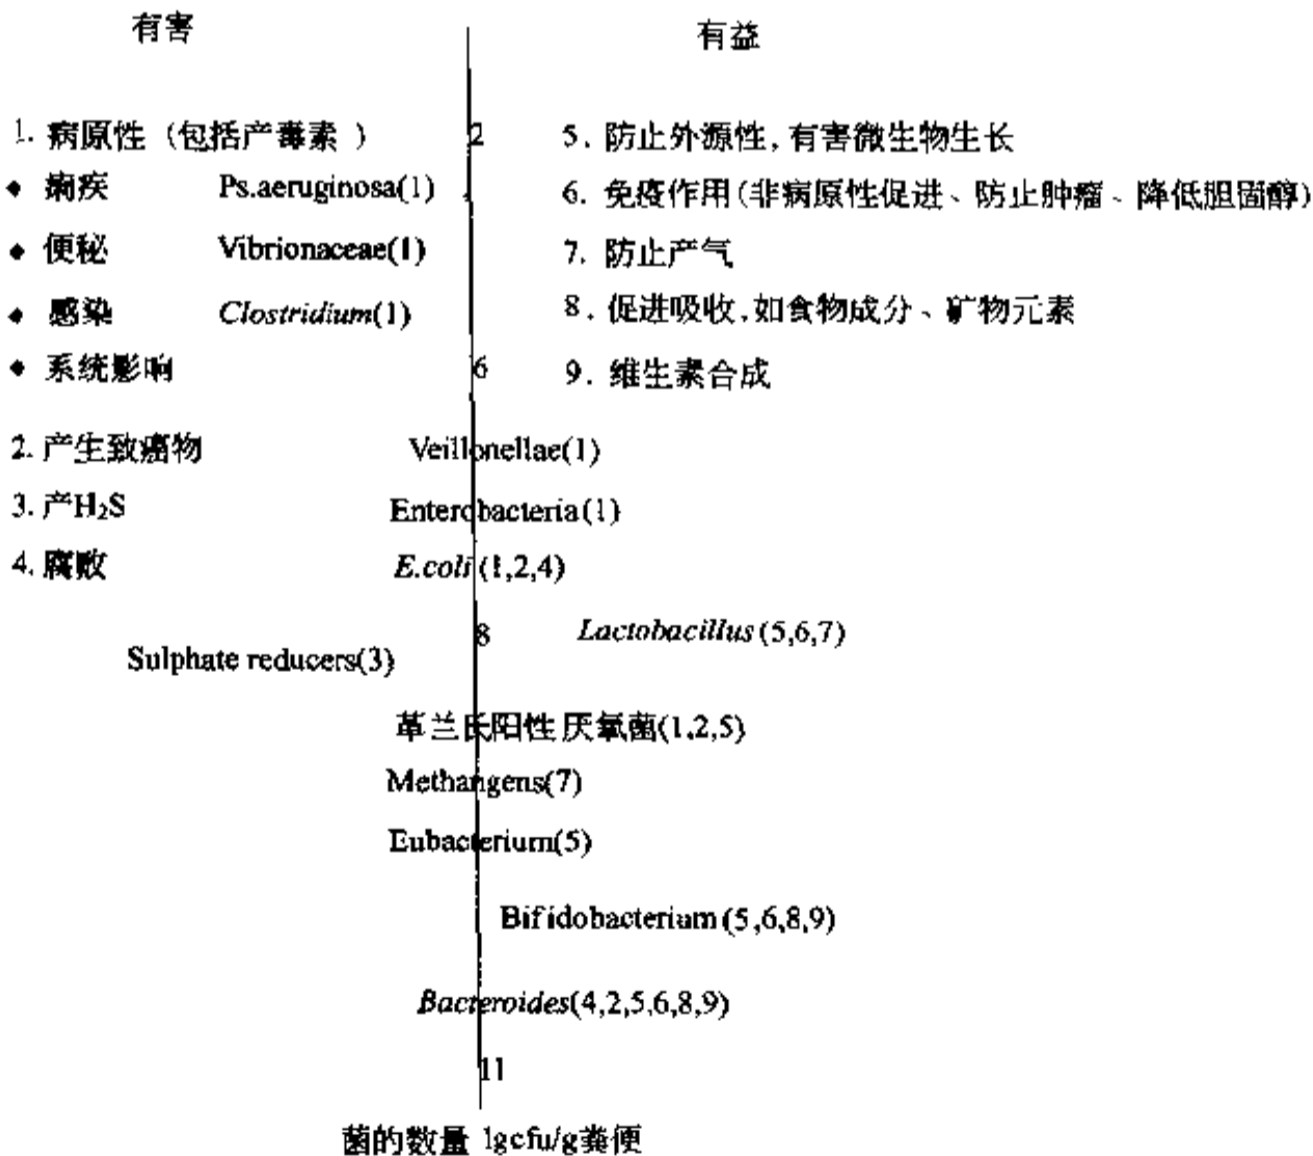 有害
有益
1. 病原性（包括产毒素 ）
2
5. 防止外源性，有害微生物生长
◆ 痢疾 Ps.aeruginosa(1)
6. 免疫作用(非病原性促进、防止肿瘤、降低胆固醇)
◆ 便秘 Vibrionaceae(1)
7. 防止产气
◆ 感染 Clostridium(1)
8. 促进吸收,如食物成分、矿物元素
◆ 系统影响
6
9. 维生素合成
2. 产生致癌物
Veillonellae(1)
3. 产H₂S
Enterobacteria(1)
4. 腐败
E.coli (1,2,4)
8
Lactobacillus (5,6,7)
Sulphate reducers(3)
革兰氏阳性厌氧菌(1,2,5)
Methangens(7)
Eubacterium(5)
Bifidobacterium (5,6,8,9)
Bacteroides(4,2,5,6,8,9)
11
菌的数量 lgcfu/g粪便